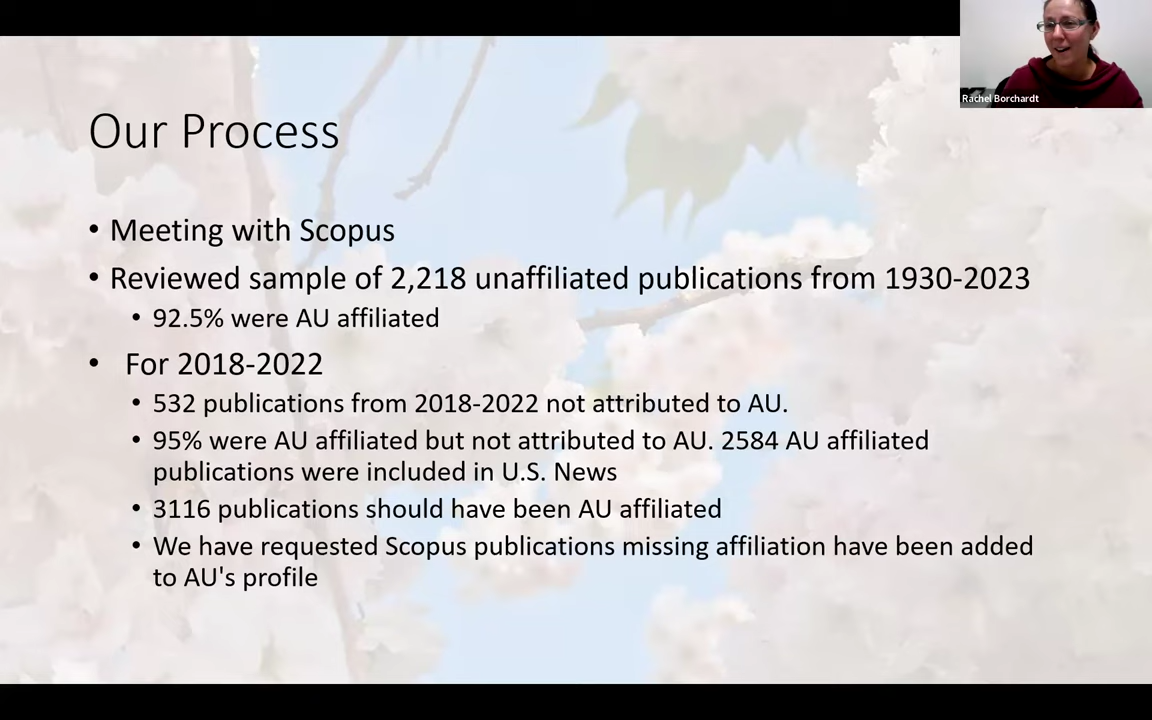 Rachel Borchardt
Our Process
• Meeting with Scopus
• Reviewed sample of 2,218 unaffiliated publications from 1930-2023
• 92.5% were AU affiliated
• For 2018-2022
• 532 publications from 2018-2022 not attributed to AU.
• 95% were AU affiliated but not attributed to AU. 2584 AU affiliated
publications were included in U.S. News
• 3116 publications should have been AU affiliated
• We have requested Scopus publications missing affiliation have been added
to AU's profile